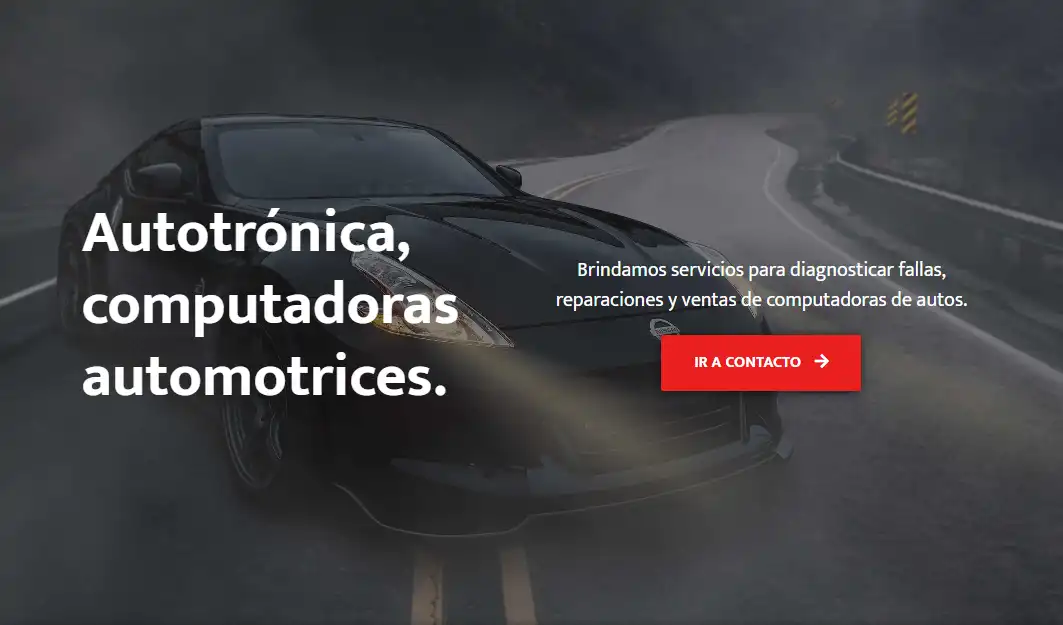 Autotrónica,
computadoras
automotrices.
Brindamos servicios para diagnosticar fallas,
reparaciones y ventas de computadoras de autos.
IR A CONTACTO